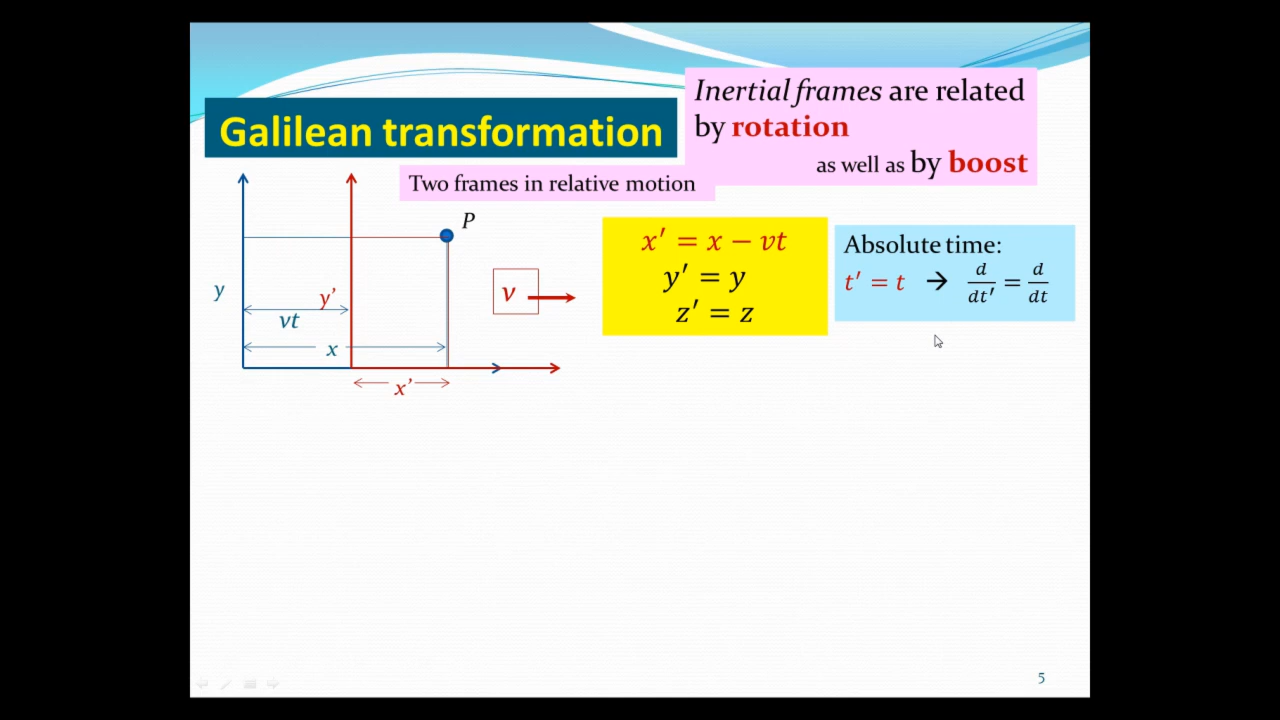 Inertial frames are related
by rotation
as well as by boost
Galilean transformation
Two frames in relative motion
P
y
y’
vt
x
x’
v
x′ = x − vt
y′ = y
z′ = z
Absolute time:
t′ = t → d/dt′ = d/dt
5